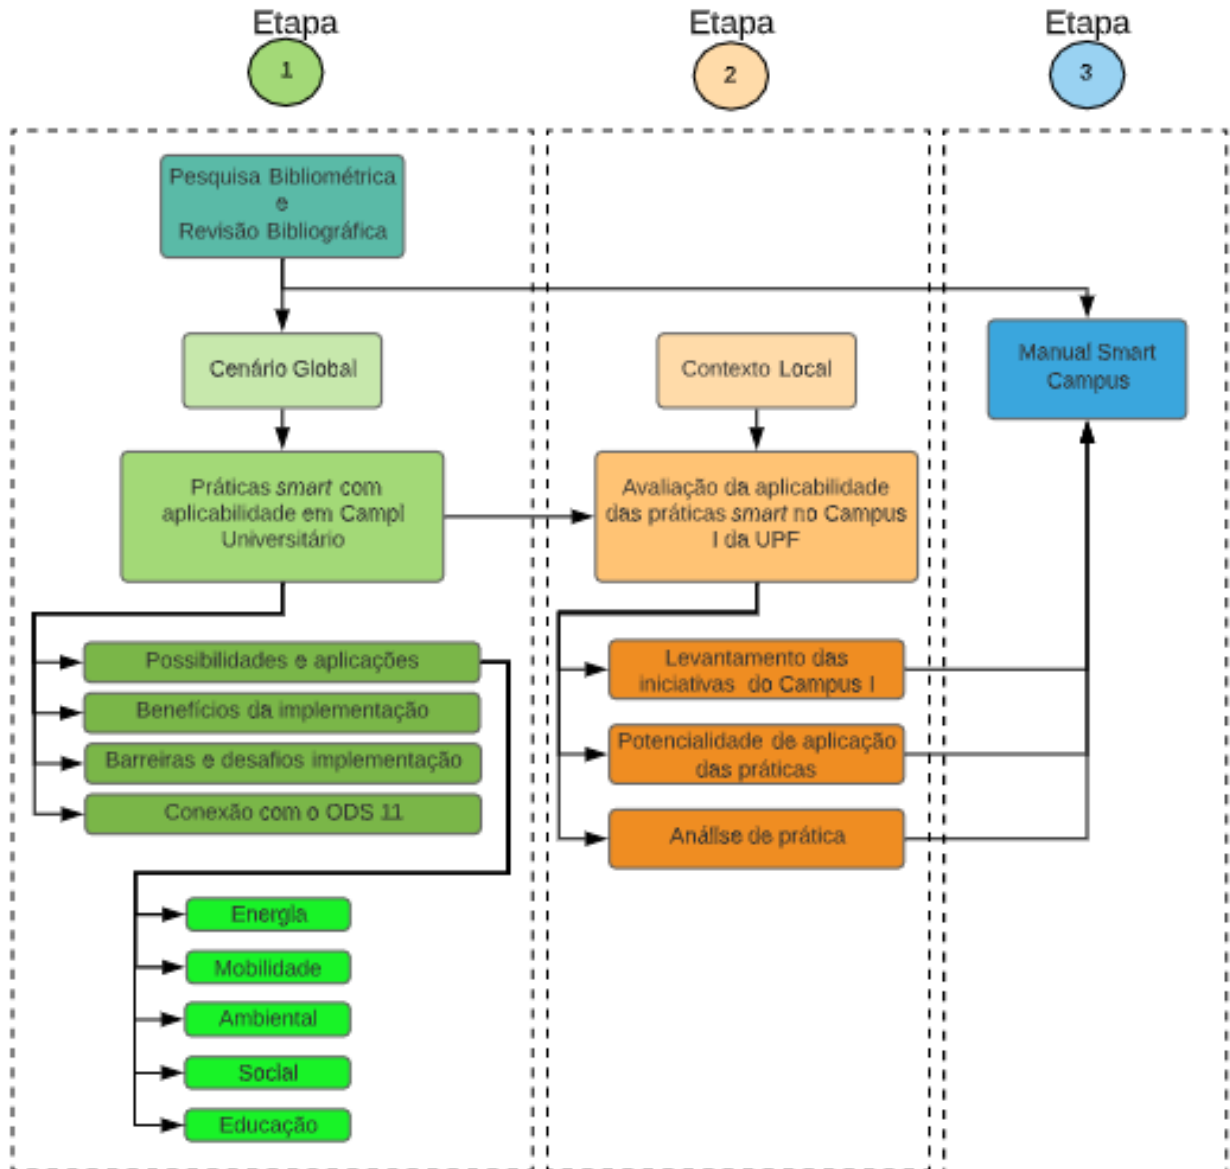 Etapa
1
Etapa
2
Etapa
3
Pesquisa Bibliométrica
e
Revisão Bibliográfica
Cenário Global
Práticas smart com
aplicabilidade em Campl
Universitário
Possibilidades e aplicações
Benefícios da implementação
Barreiras e desafios implementação
Conexão com o ODS 11
Energia
Mobilidade
Ambiental
Social
Educação
Contexto Local
Avaliação da aplicabilidade
das práticas smart no Campus
I da UPF
Levantamento das
iniciativas do Campus I
Potencialidade de aplicação
das práticas
Análise de prática
Manual Smart
Campus